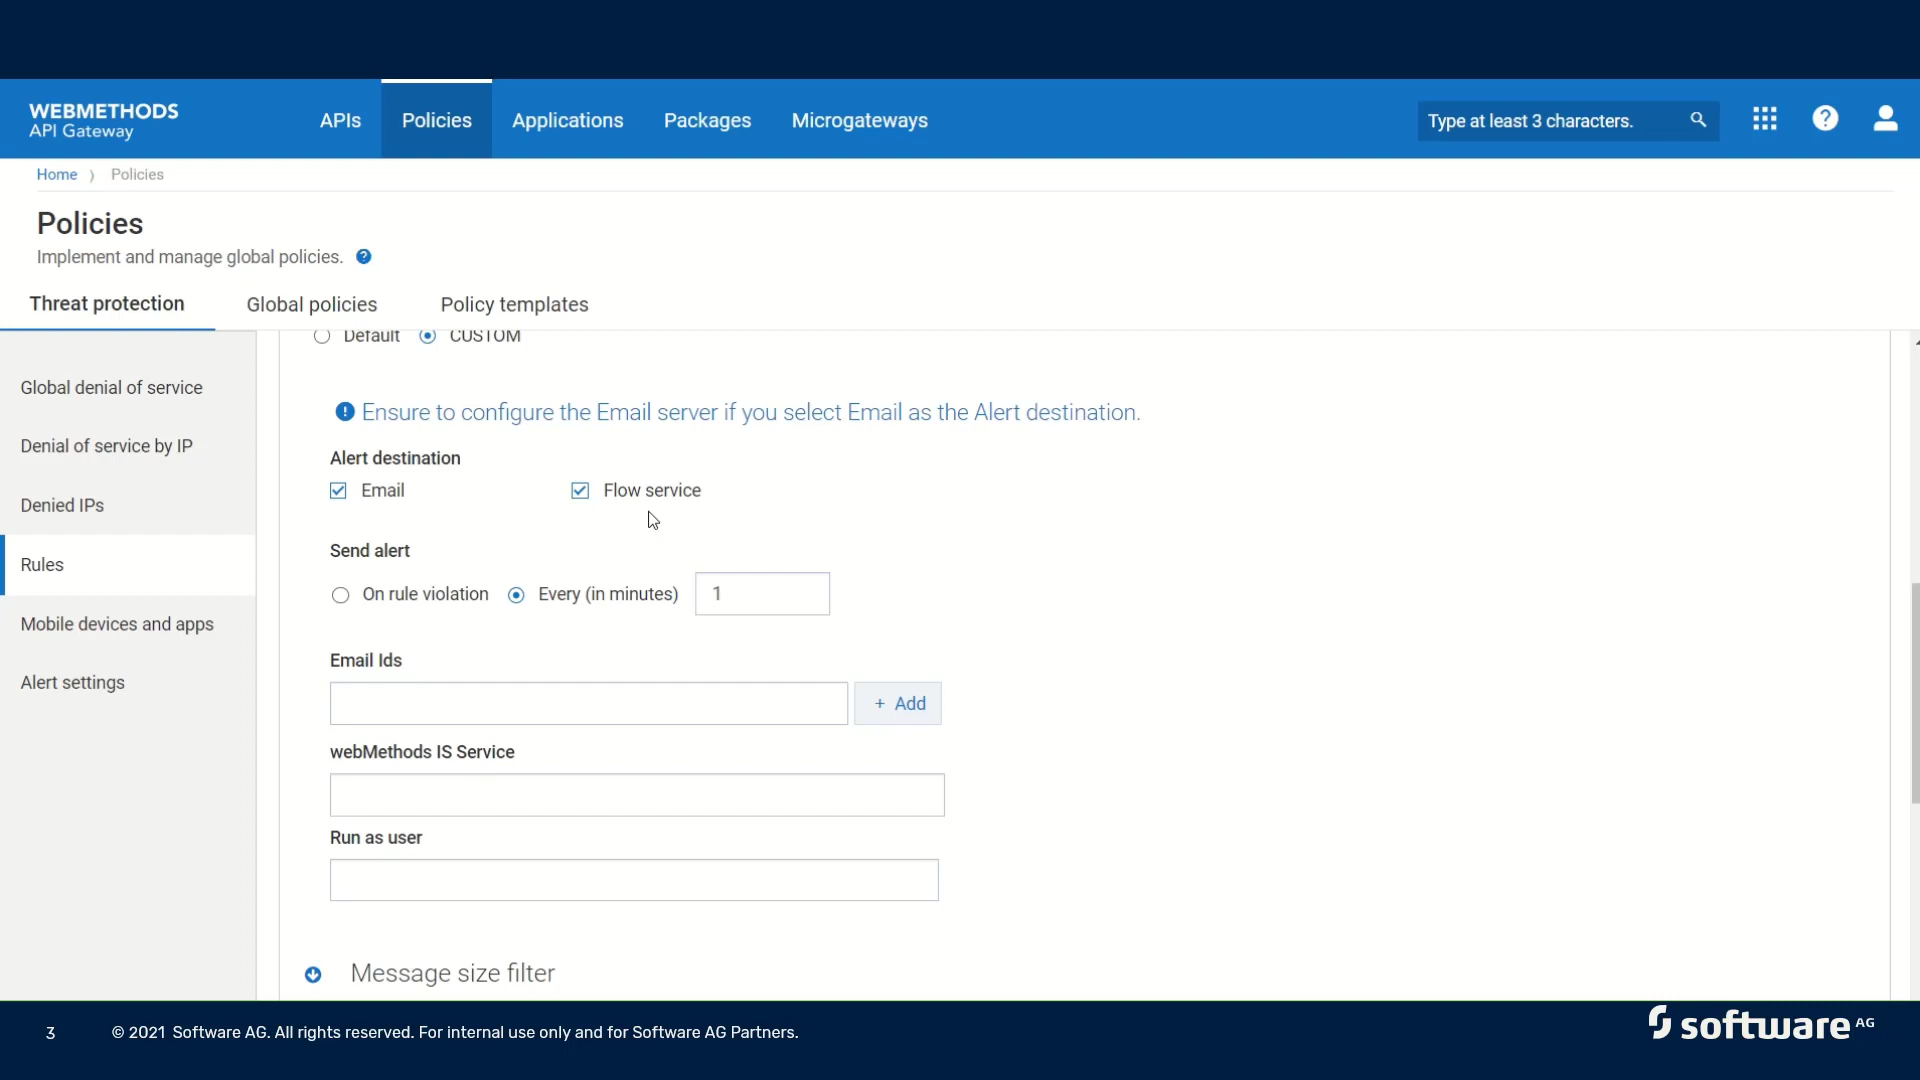 WEBMETHODS
API Gateway
APIs Policies Applications Packages Microgateways
Type at least 3 characters.
Home Policies
Policies
Implement and manage global policies.
Threat protection Global policies Policy templates
Global denial of service
Denial of service by IP
Denied IPs
Rules
Mobile devices and apps
Alert settings
Default CUSTOM
Ensure to configure the Email server if you select Email as the Alert destination.
Alert destination
Email Flow service
Send alert
On rule violation Every (in minutes) 1
Email Ids
+ Add
webMethods IS Service
Run as user
Message size filter
3 © 2021 Software AG. All rights reserved. For internal use only and for Software AG Partners.
software AG